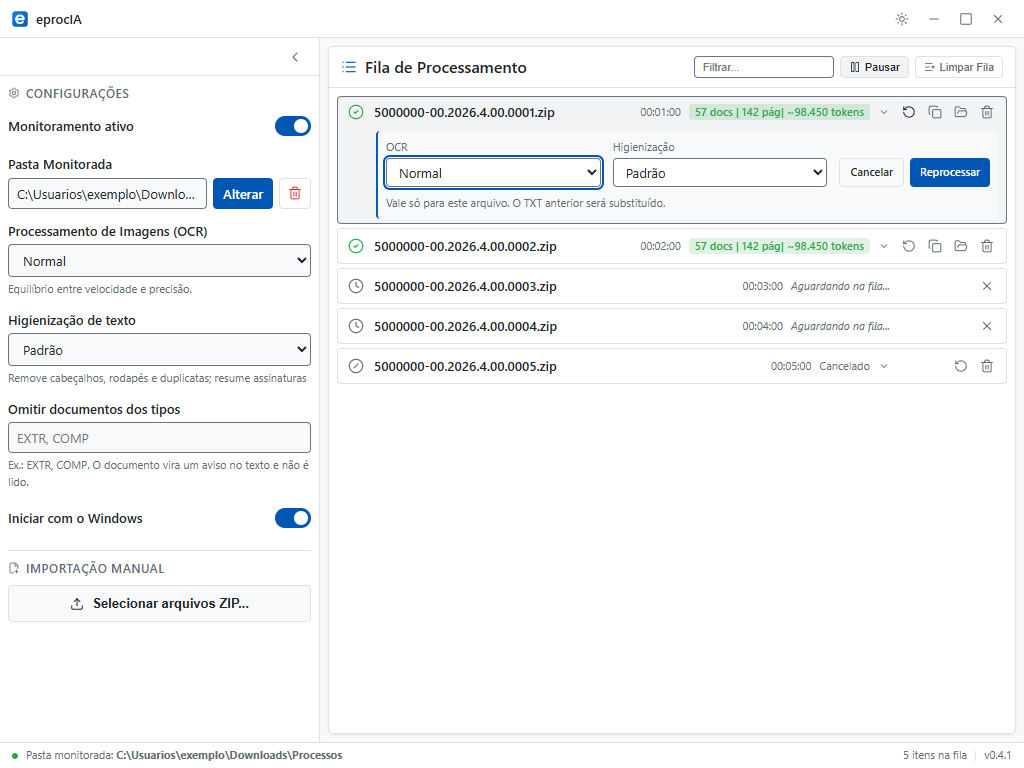 eprocIA
CONFIGURAÇÕES
Monitoramento ativo
Pasta Monitorada
C:\Usuarios\exemplo\Downlo...
Alterar
Processamento de Imagens (OCR)
Normal
Equilíbrio entre velocidade e precisão.
Higienização de texto
Padrão
Remove cabeçalhos, rodapés e duplicatas; resume assinaturas
Omitir documentos dos tipos
EXTR, COMP
Ex.: EXTR, COMP. O documento vira um aviso no texto e não é
lido.
Iniciar com o Windows
IMPORTAÇÃO MANUAL
Selecionar arquivos ZIP...
Fila de Processamento
Filtrar...
Pausar
Limpar Fila
5000000-00.2026.4.00.0001.zip 00:01:00 57 docs | 142 pág| ~98.450 tokens
OCR Higienização
Normal Padrão Cancelar Reprocessar
Vale só para este arquivo. O TXT anterior será substituído.
5000000-00.2026.4.00.0002.zip 00:02:00 57 docs | 142 pág| ~98.450 tokens
5000000-00.2026.4.00.0003.zip 00:03:00 Aguardando na fila...
5000000-00.2026.4.00.0004.zip 00:04:00 Aguardando na fila...
5000000-00.2026.4.00.0005.zip 00:05:00 Cancelado
Pasta monitorada: C:\Usuarios\exemplo\Downloads\Processos
5 itens na fila v0.4.1